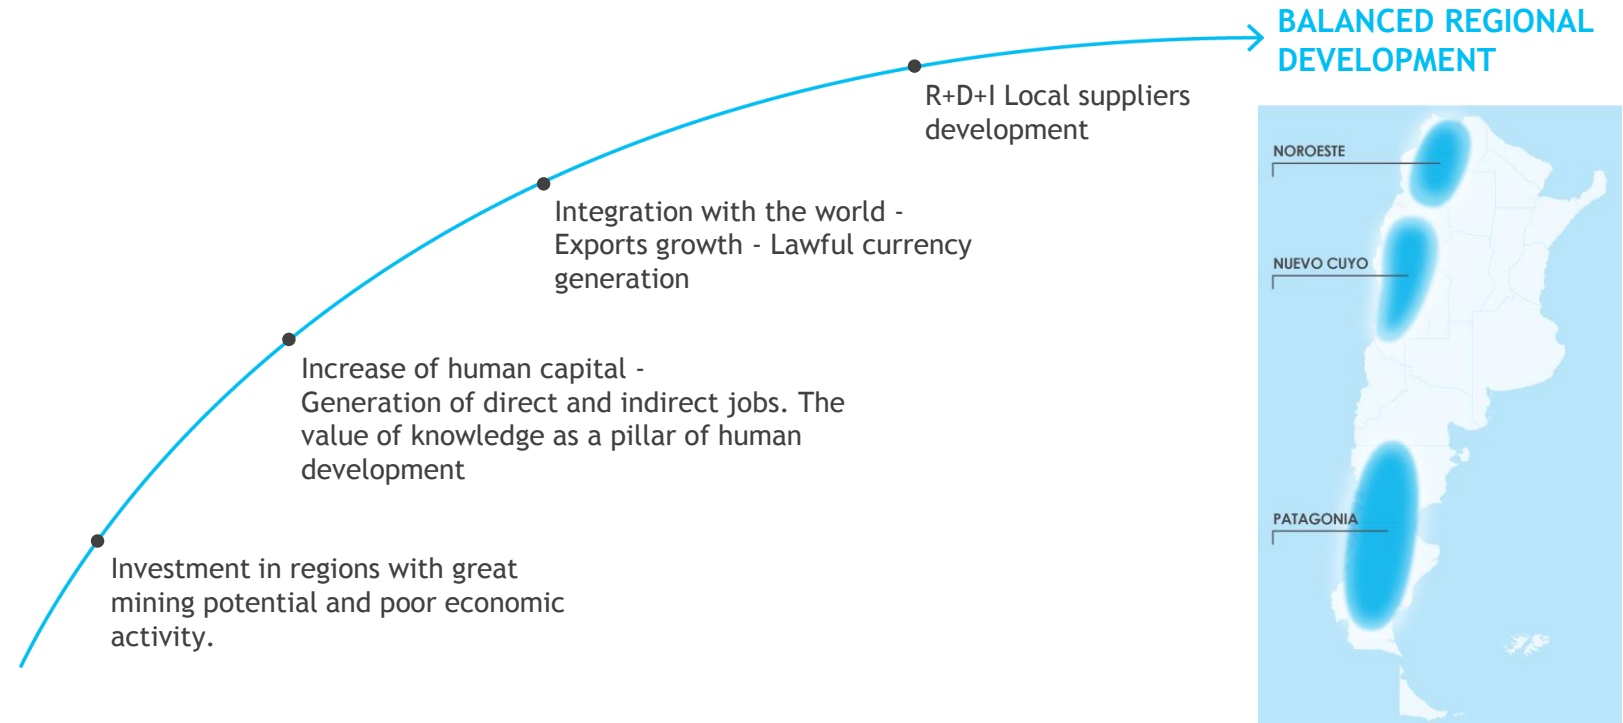 BALANCED REGIONAL
DEVELOPMENT
R+D+I Local suppliers
development
Integration with the world -
Exports growth - Lawful currency
generation
Increase of human capital -
Generation of direct and indirect jobs. The
value of knowledge as a pillar of human
development
Investment in regions with great
mining potential and poor economic
activity.
NOROESTE
NUEVO CUYO
PATAGONIA